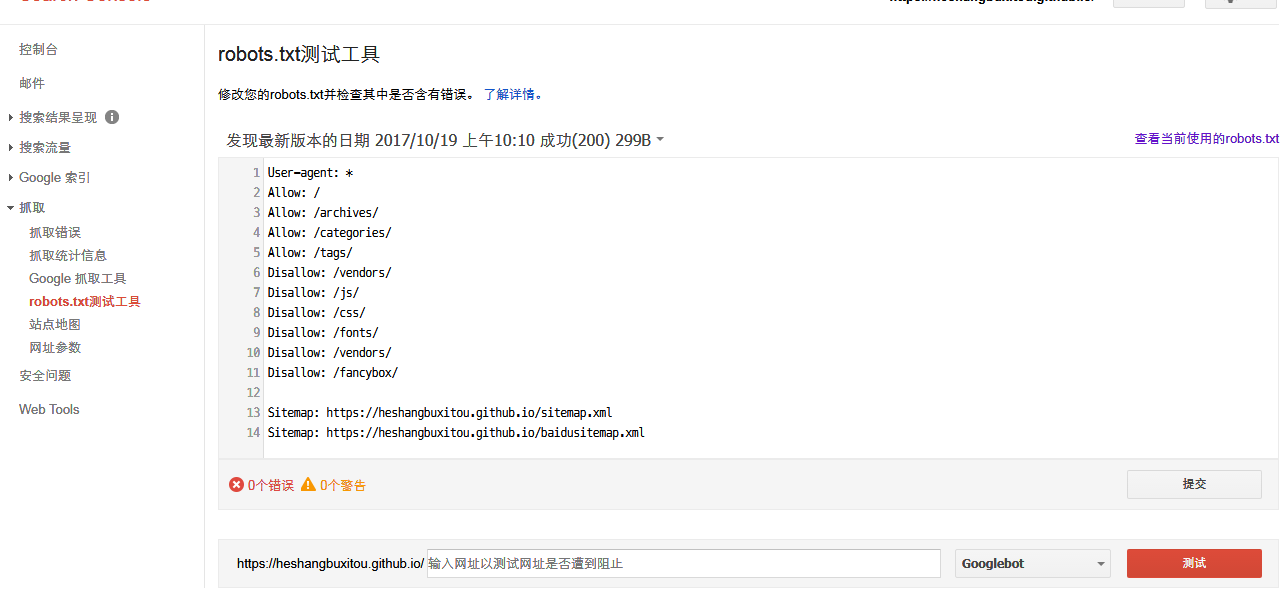 控制台
邮件
搜索结果呈现
搜索流量
Google 索引
抓取
抓取错误
抓取统计信息
Google 抓取工具
robots.txt测试工具
站点地图
网址参数
安全问题
Web Tools
robots.txt测试工具
修改您的robots.txt并检查其中是否含有错误。 了解详情。
发现最新版本的日期 2017/10/19 上午10:10 成功(200) 299B
查看当前使用的robots.txt
1 User-agent: *
2 Allow: /
3 Allow: /archives/
4 Allow: /categories/
5 Allow: /tags/
6 Disallow: /vendors/
7 Disallow: /js/
8 Disallow: /css/
9 Disallow: /fonts/
10 Disallow: /vendors/
11 Disallow: /fancybox/
12
13 Sitemap: https://heshangbuxitou.github.io/sitemap.xml
14 Sitemap: https://heshangbuxitou.github.io/baidusitemap.xml
0个错误 0个警告
提交
https://heshangbuxitou.github.io/ 输入网址以测试网址是否遭到阻止 Googlebot 测试